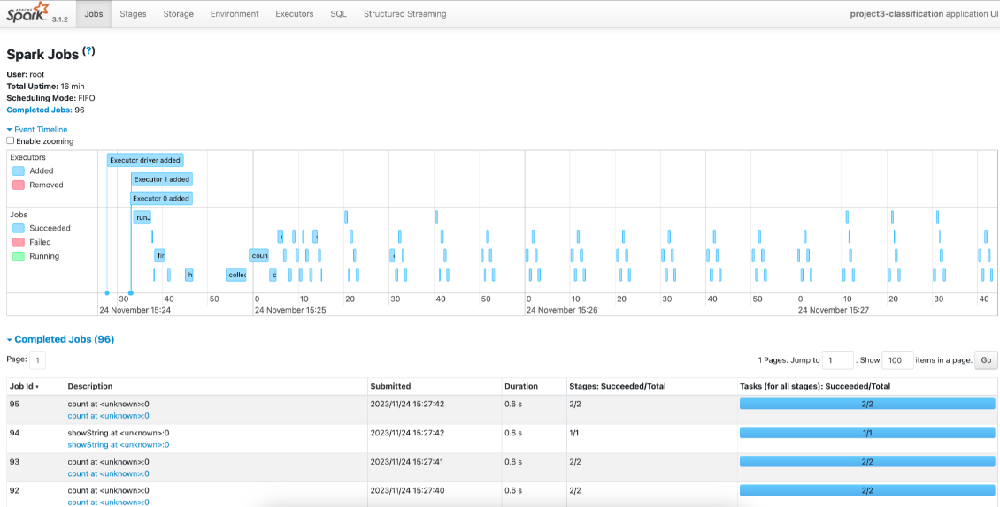 APACHE
Spark 3.1.2 Jobs Stages Storage Environment Executors SQL Structured Streaming project3-classification application UI
Spark Jobs (?)
User: root
Total Uptime: 16 min
Scheduling Mode: FIFO
Completed Jobs: 96
Event Timeline
Enable zooming
Executors
Added
Removed
Executor driver added
Executor 1 added
Executor 0 added
Jobs
Succeeded
Failed
Running
runJ
fir
coun
h
collec
c
30 40 50 0 10 20 30 40 50 0 10 20 30 40 50 0 10 20 30 40
24 November 15:24 24 November 15:25 24 November 15:26 24 November 15:27
Completed Jobs (96)
Page: 1 1 Pages. Jump to 1 . Show 100 items in a page. Go
Job Id Description Submitted Duration Stages: Succeeded/Total Tasks (for all stages): Succeeded/Total
95 count at <unknown>:0 2023/11/24 15:27:42 0.6 s 2/2 2/2
count at <unknown>:0
94 showString at <unknown>:0 2023/11/24 15:27:42 0.6 s 1/1 1/1
showString at <unknown>:0
93 count at <unknown>:0 2023/11/24 15:27:41 0.6 s 2/2 2/2
count at <unknown>:0
92 count at <unknown>:0 2023/11/24 15:27:40 0.6 s 2/2 2/2
count at <unknown>:0